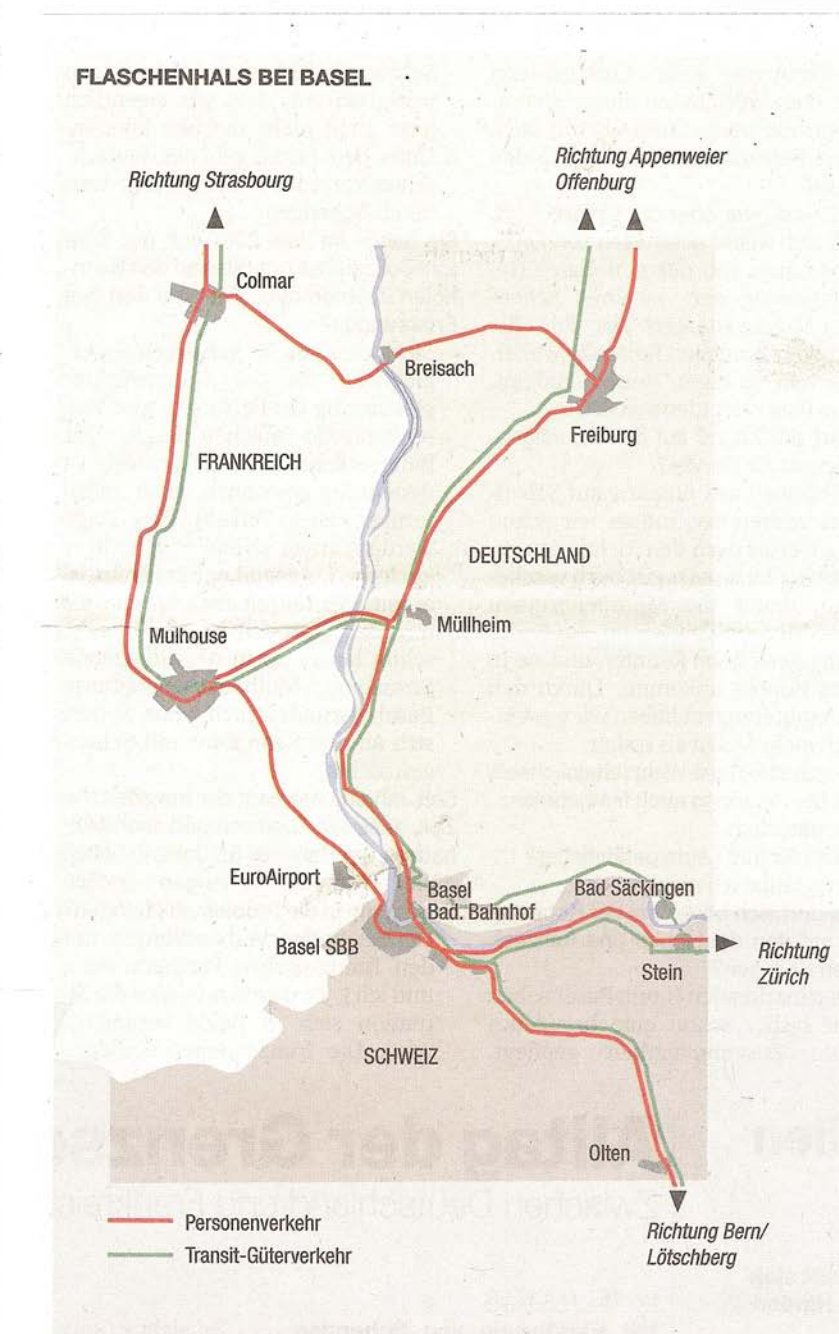 FLASCHENHALS BEI BASEL
Richtung Strasbourg
Richtung Appenweier
Offenburg
Colmar
Breisach
Freiburg
FRANKREICH
DEUTSCHLAND
Mulhouse
Müllheim
EuroAirport
Basel
Bad. Bahnhof
Bad Säckingen
Basel SBB
Stein
Richtung
Zürich
SCHWEIZ
Olten
Personenverkehr
Transit-Güterverkehr
Richtung Bern/
Lötschberg